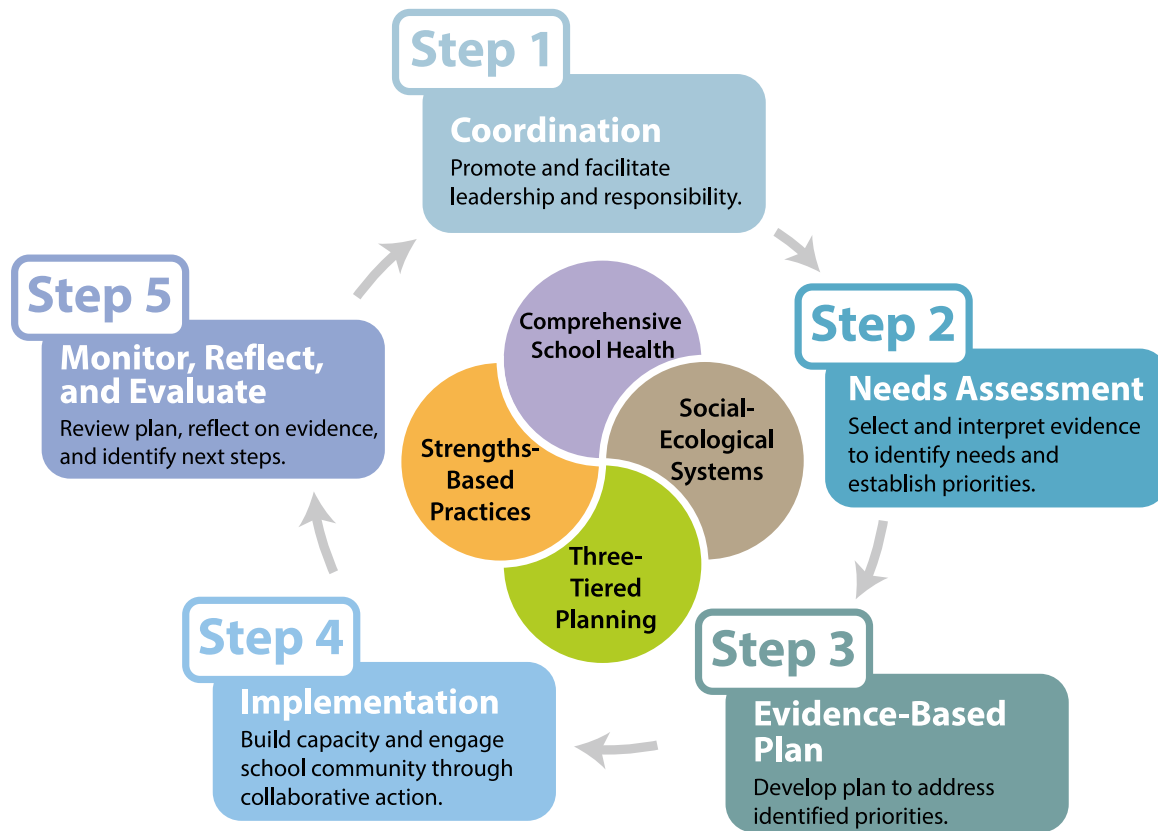 Step 1
Coordination
Promote and facilitate
leadership and responsibility.
Step 2
Needs Assessment
Select and interpret evidence
to identify needs and
establish priorities.
Step 3
Evidence-Based
Plan
Develop plan to address
identified priorities.
Step 4
Implementation
Build capacity and engage
school community through
collaborative action.
Step 5
Monitor, Reflect,
and Evaluate
Review plan, reflect on evidence,
and identify next steps.
Comprehensive
School Health
Social-
Ecological
Systems
Three-
Tiered
Planning
Strengths-
Based
Practices